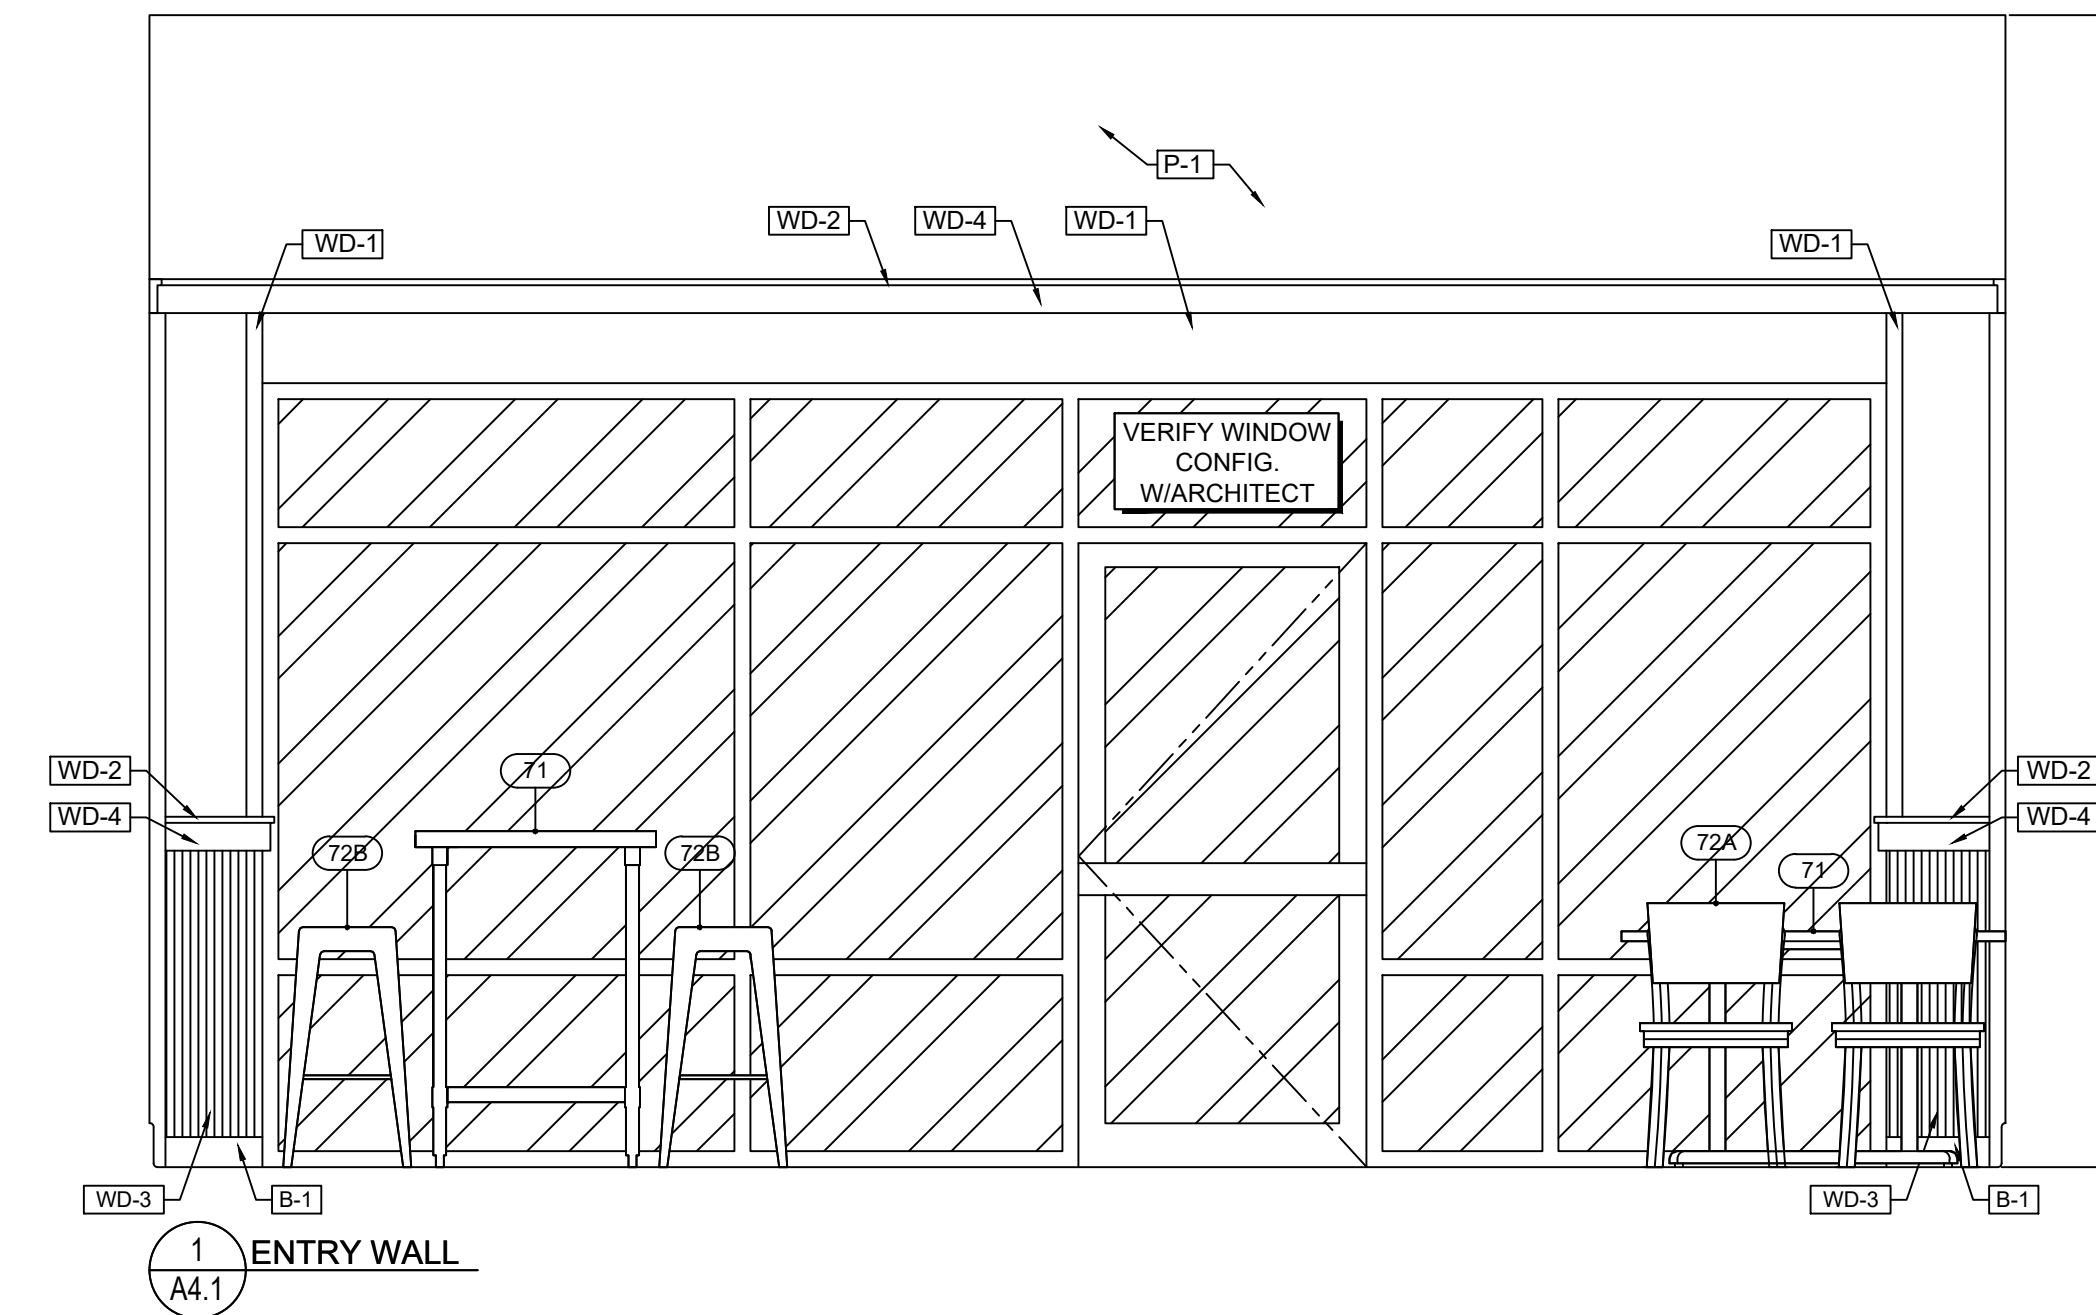 P-1
WD-2
WD-4
WD-1
WD-1
WD-1
VERIFY WINDOW
CONFIG.
W/ARCHITECT
WD-2
71
WD-2
WD-4
WD-4
72B
72B
72A
71
WD-3
B-1
WD-3
B-1
1
ENTRY WALL
A4.1